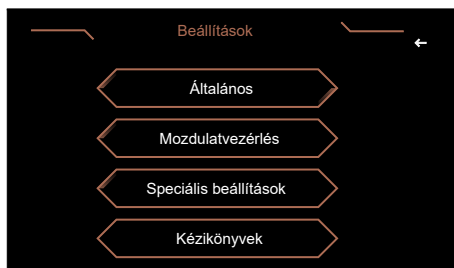 Beállítások
Általános
Mozdulatvezérlés
Speciális beállítások
Kézikönyvek